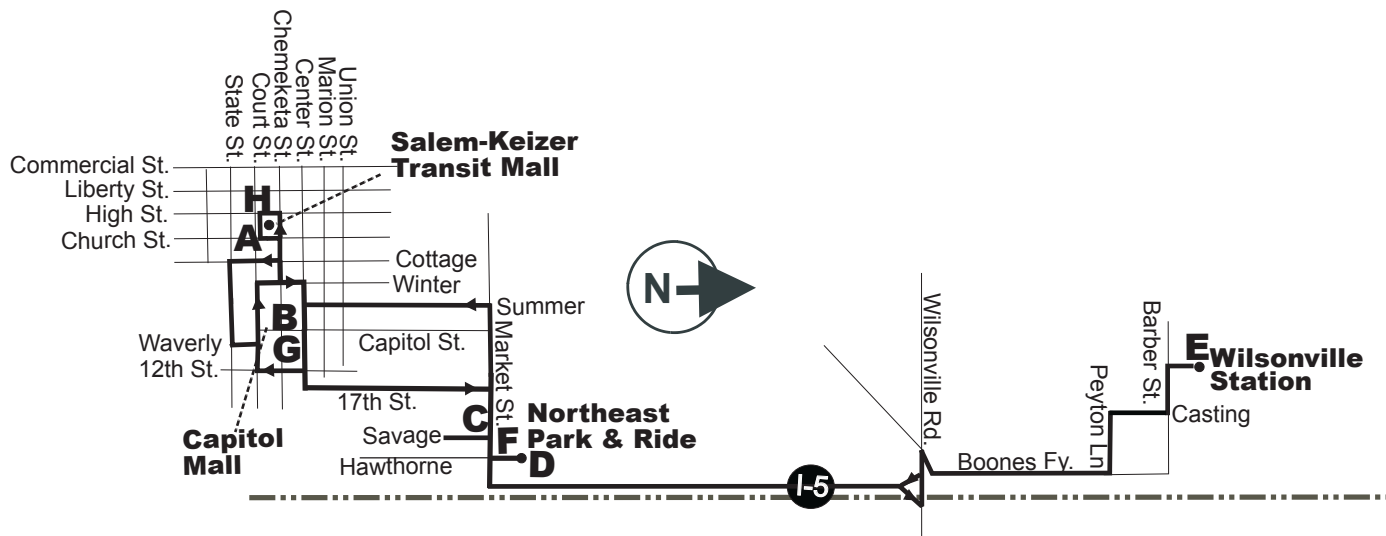 State St.
Court St.
Chemeketa St.
Center St.
Marion St.
Union St.
Salem-Keizer
Transit Mall
Commercial St.
Liberty St.
High St.
Church St.
H
A
Cottage
Winter
N
Summer
B
Capitol St.
G
Waverly
12th St.
17th St.
Market St.
C
Savage
Hawthorne
F
D
Northeast
Park & Ride
Capitol
Mall
I-5
Wilsonville Rd.
Boones Fy.
Peyton Ln
Barber St.
Casting
E
Wilsonville
Station